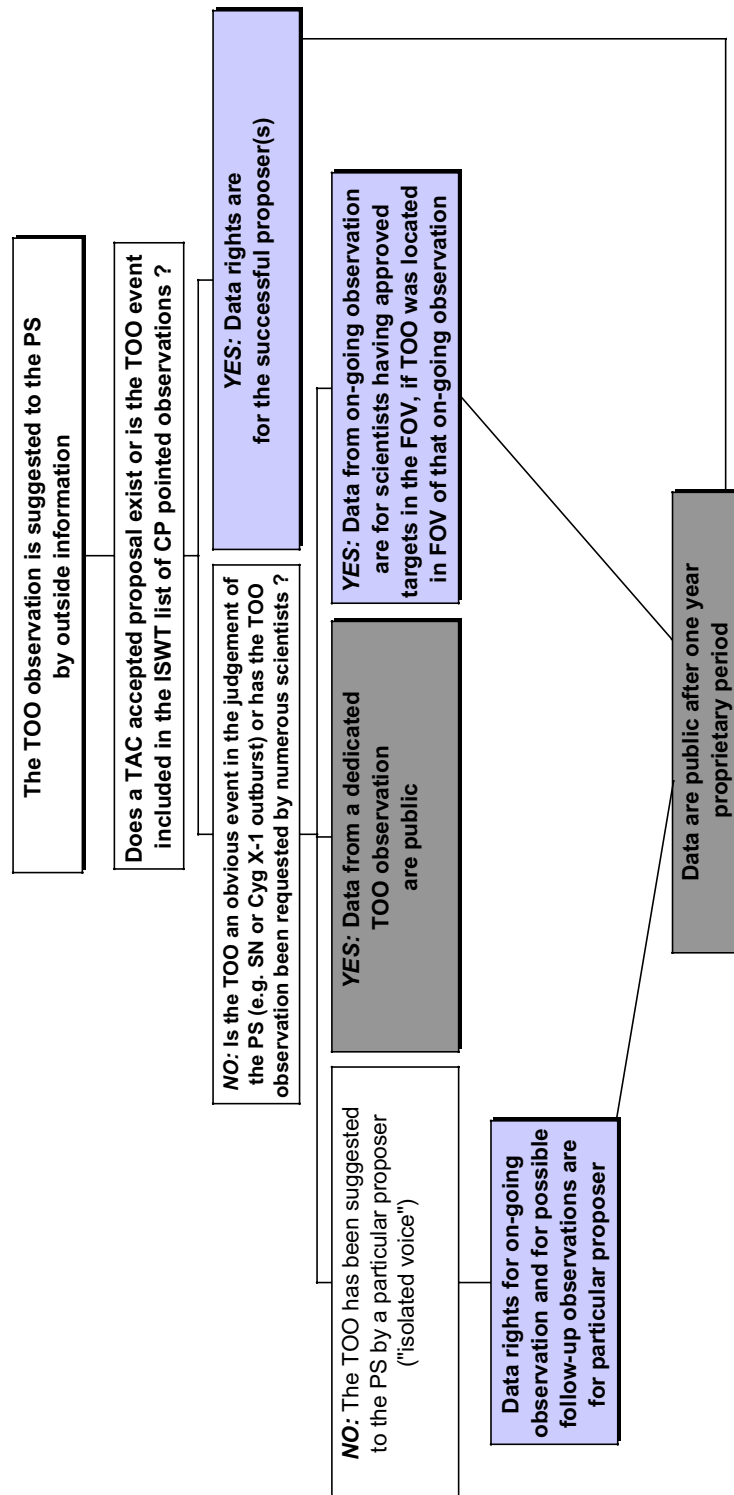 The TOO observation is suggested to the PS
by outside information
Does a TAC accepted proposal exist or is the TOO event
included in the ISWT list of CP pointed observations ?
NO: Is the TOO an obvious event in the judgement of
the PS (e.g. SN or Cyg X-1 outburst) or has the TOO
observation been requested by numerous scientists ?
YES: Data rights are
for the successful proposer(s)
NO: The TOO has been suggested
to the PS by a particular proposer
("isolated voice")
YES: Data from a dedicated
TOO observation
are public
YES: Data from on-going observation
are for scientists having approved
targets in the FOV, if TOO was located
in FOV of that on-going observation
Data rights for on-going
observation and for possible
follow-up observations are
for particular proposer
Data are public after one year
proprietary period